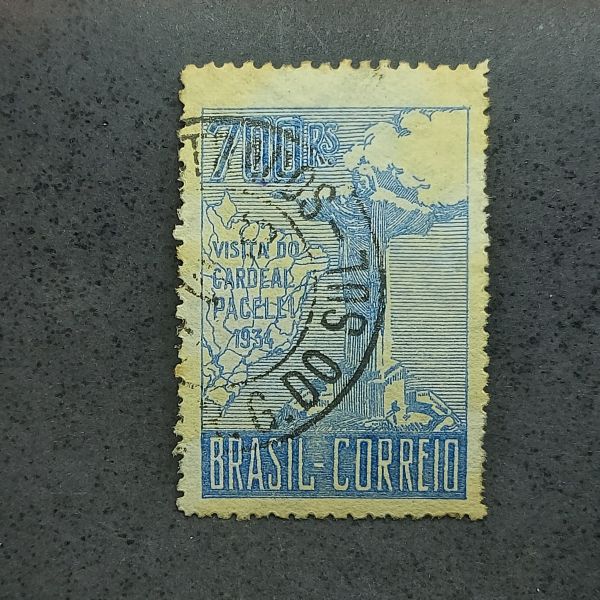 700 RS
VISITA DO
CARDEAL
PACELLI
1934
BRASIL-CORREIO
DO SUL